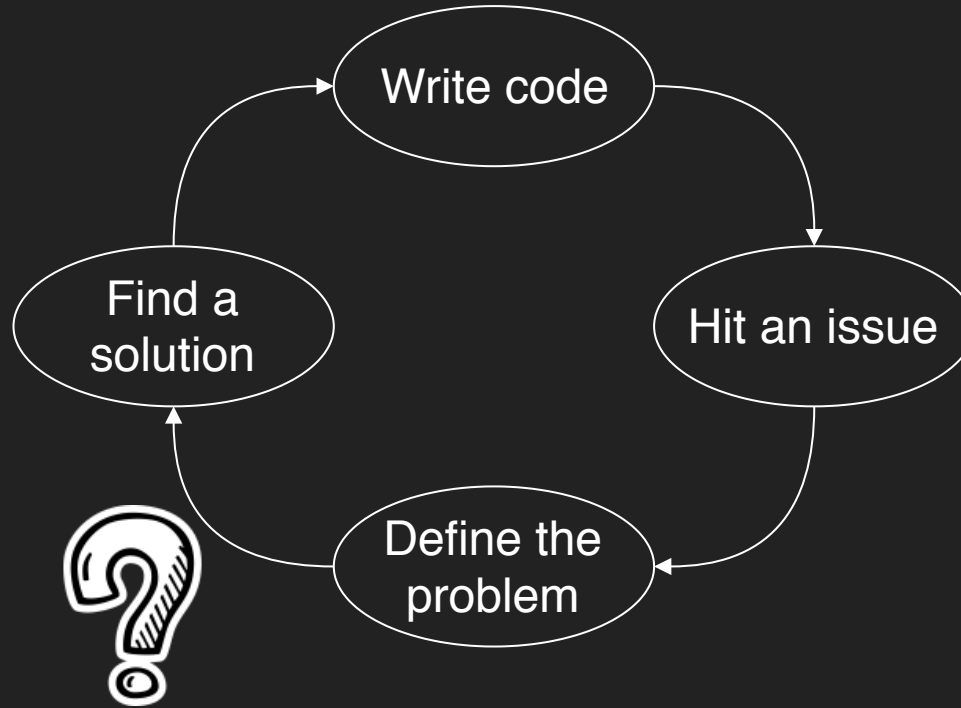 Write code
Hit an issue
Define the
problem
Find a
solution